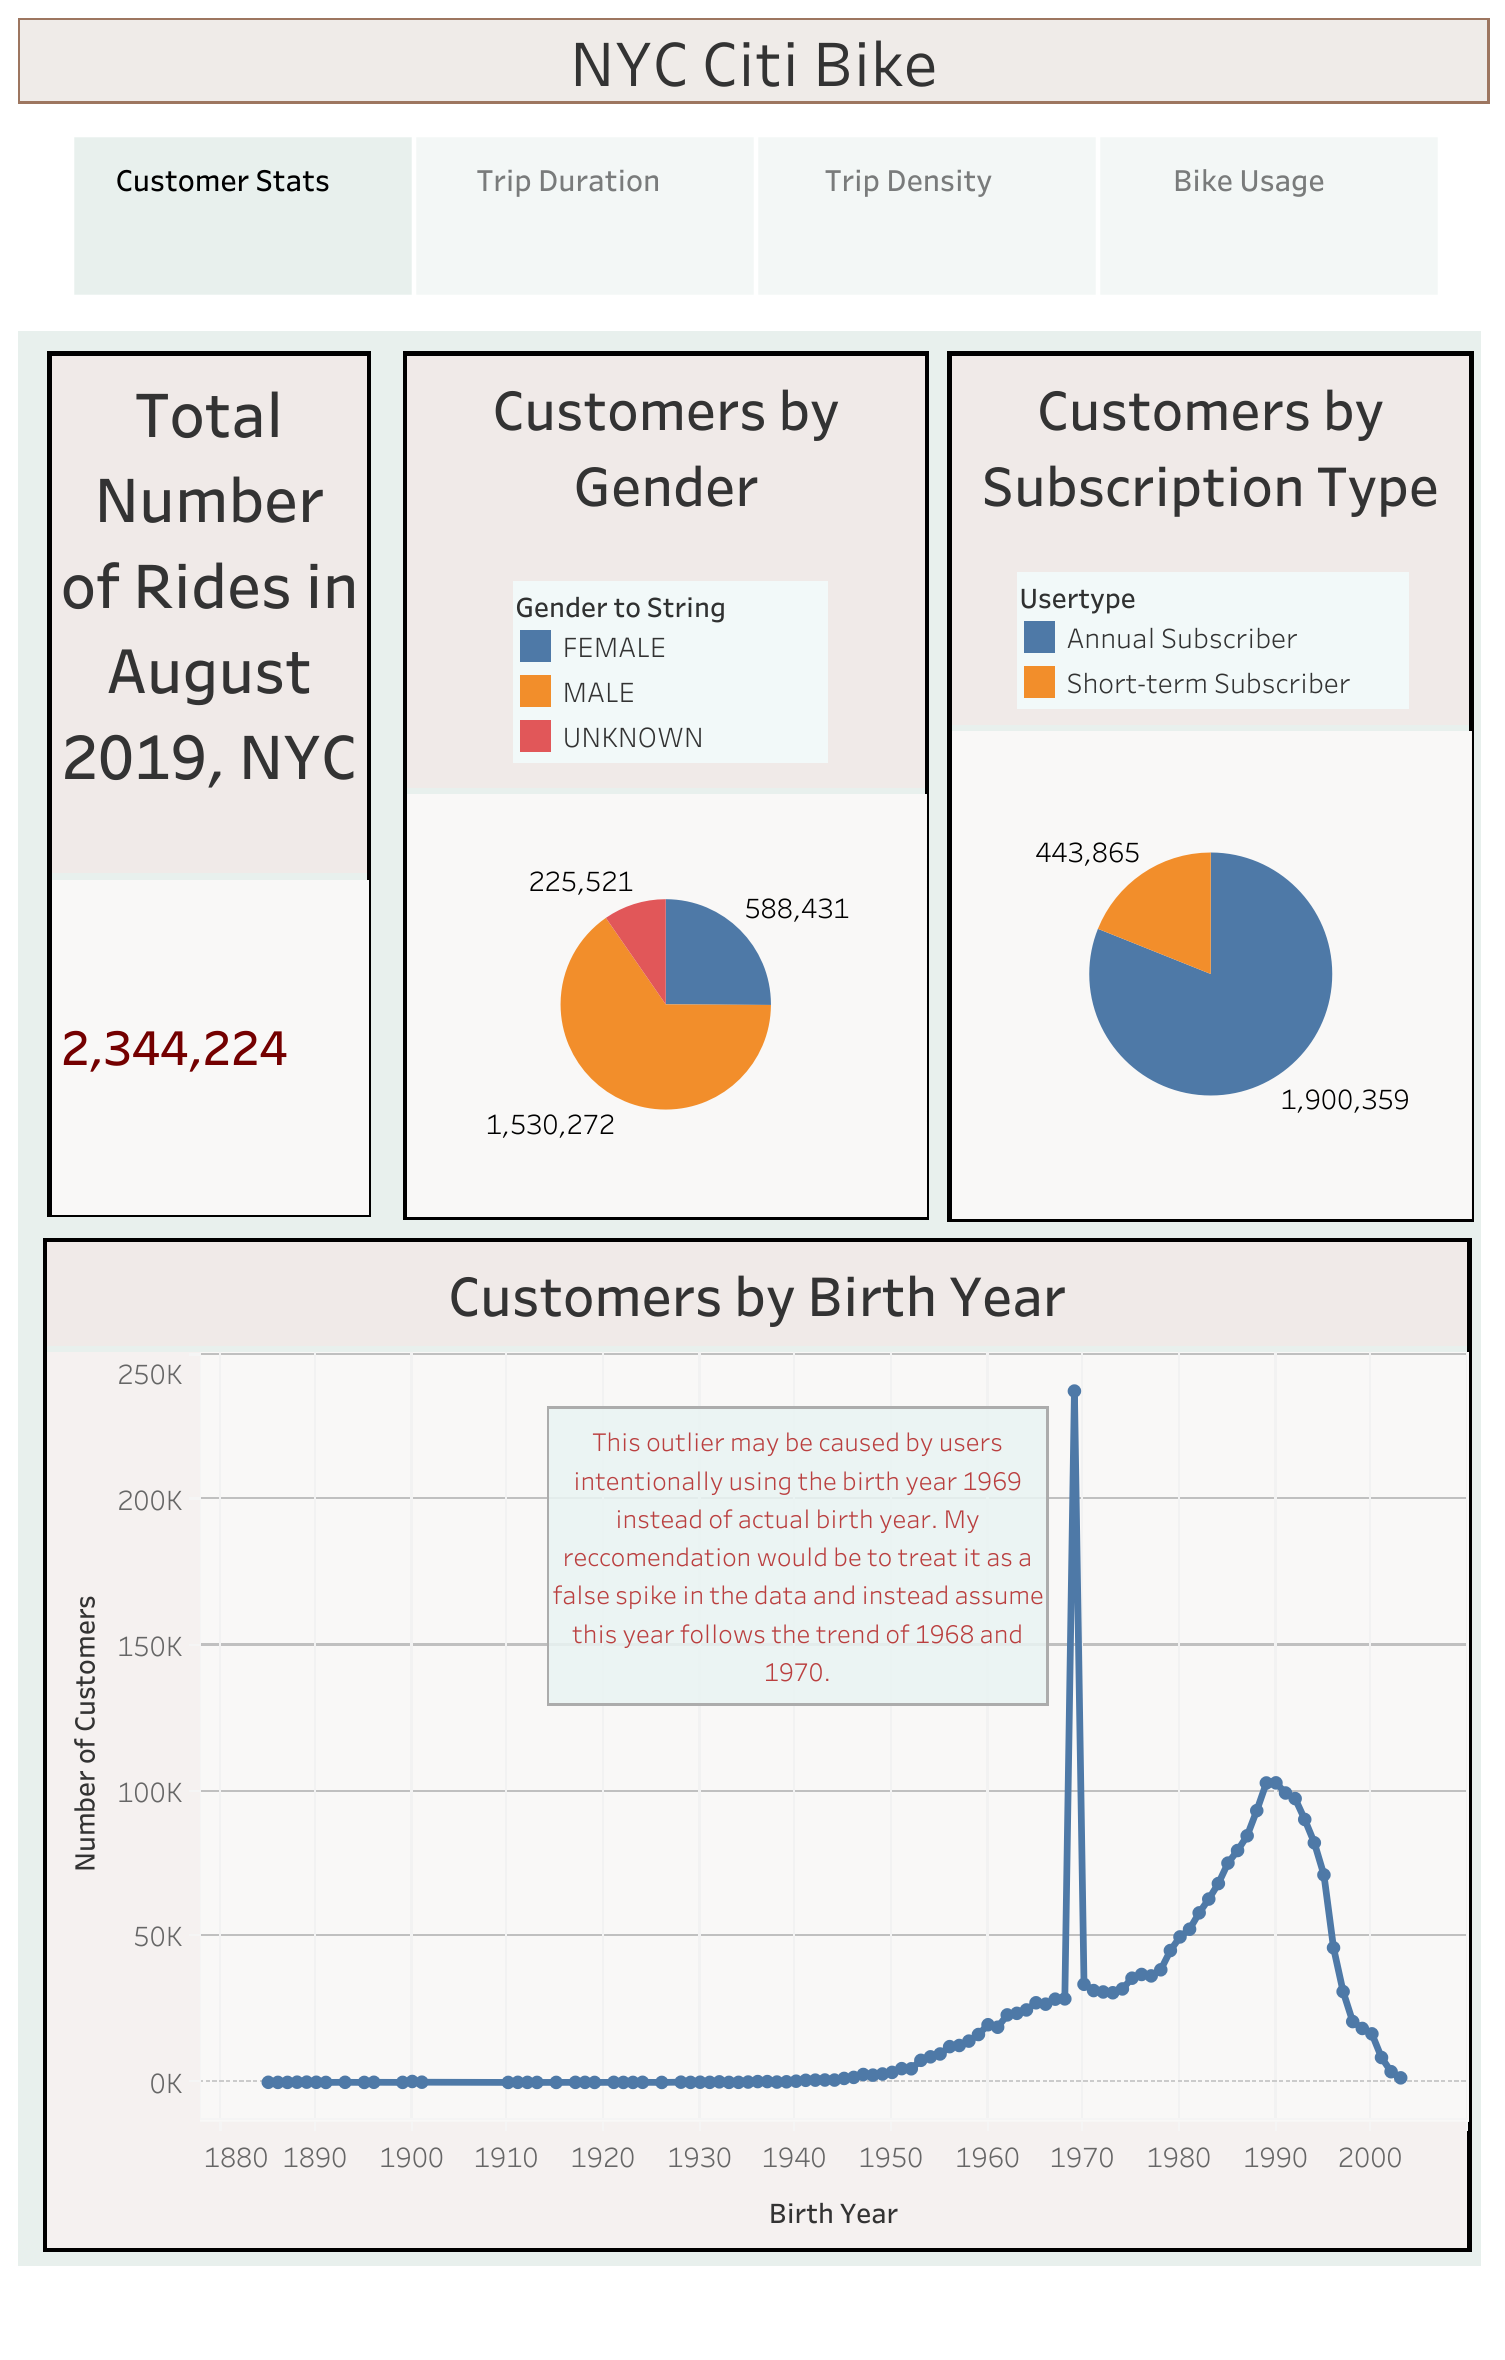 NYC Citi Bike
Customer Stats
Trip Duration
Trip Density
Bike Usage
Total
Number
of Rides in
August
2019, NYC
2,344,224
Customers by
Gender
Gender to String
FEMALE
MALE
UNKNOWN
225,521
588,431
1,530,272
Customers by
Subscription Type
Usertype
Annual Subscriber
Short-term Subscriber
443,865
1,900,359
Customers by Birth Year
250K
200K
150K
100K
50K
0K
Number of Customers
This outlier may be caused by users
intentionally using the birth year 1969
instead of actual birth year. My
reccomendation would be to treat it as a
false spike in the data and instead assume
this year follows the trend of 1968 and
1970.
1880 1890 1900 1910 1920 1930 1940 1950 1960 1970 1980 1990 2000
Birth Year